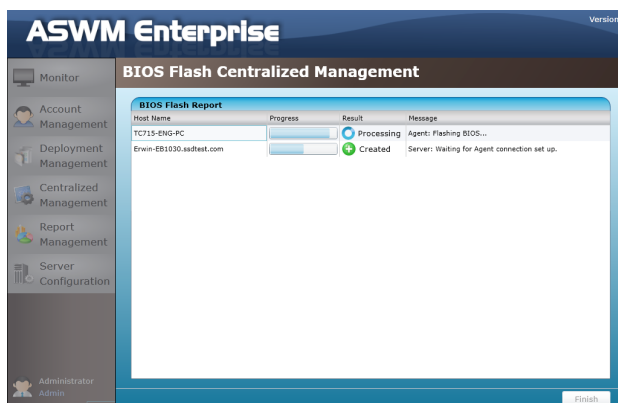 ASWM Enterprise
Version
Monitor
Account
Management
Deployment
Management
Centralized
Management
Report
Management
Server
Configuration
Administrator
Admin
BIOS Flash Centralized Management
BIOS Flash Report
Host Name Progress Result Message
TC715-ENG-PC Processing Agent: Flashing BIOS...
Erwin-EB1030.ssdtest.com Created Server: Waiting for Agent connection set up.
Finish